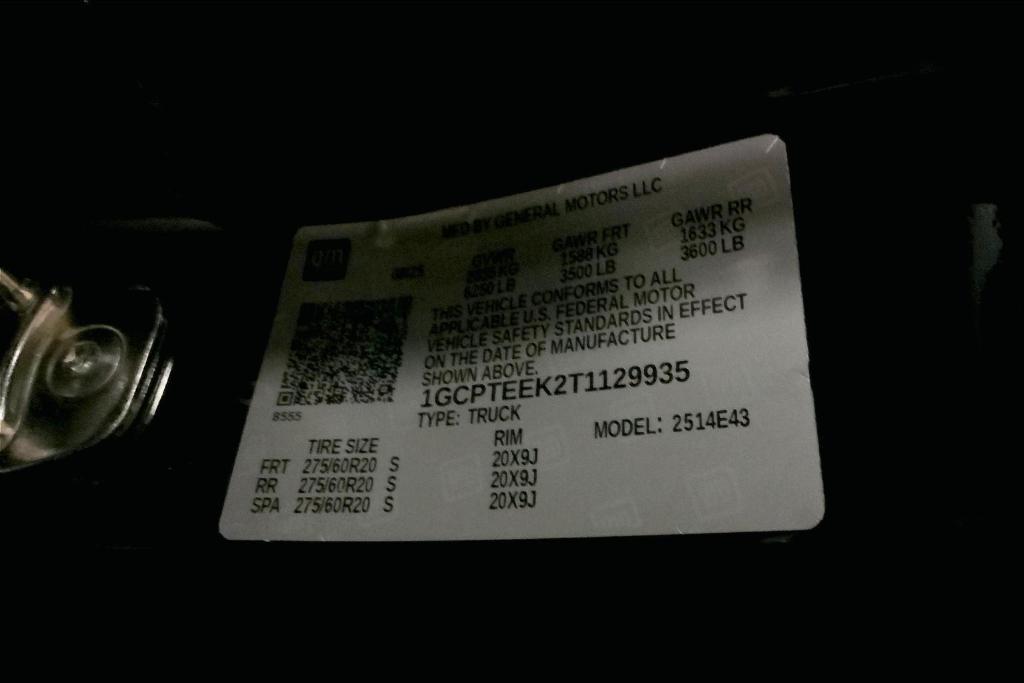 MFD BY GENERAL MOTORS LLC
gm
GVWR GAWR FRT GAWR RR
KG 1588 KG 1633 KG
6250 LB 3500 LB 3600 LB
THIS VEHICLE CONFORMS TO ALL
APPLICABLE U.S. FEDERAL MOTOR
VEHICLE SAFETY STANDARDS IN EFFECT
ON THE DATE OF MANUFACTURE
SHOWN ABOVE.
1GCPTEEK2T1129935
8555
TYPE: TRUCK
MODEL: 2514E43
TIRE SIZE RIM
FRT 275/60R20 S 20X9J
RR 275/60R20 S 20X9J
SPA 275/60R20 S 20X9J